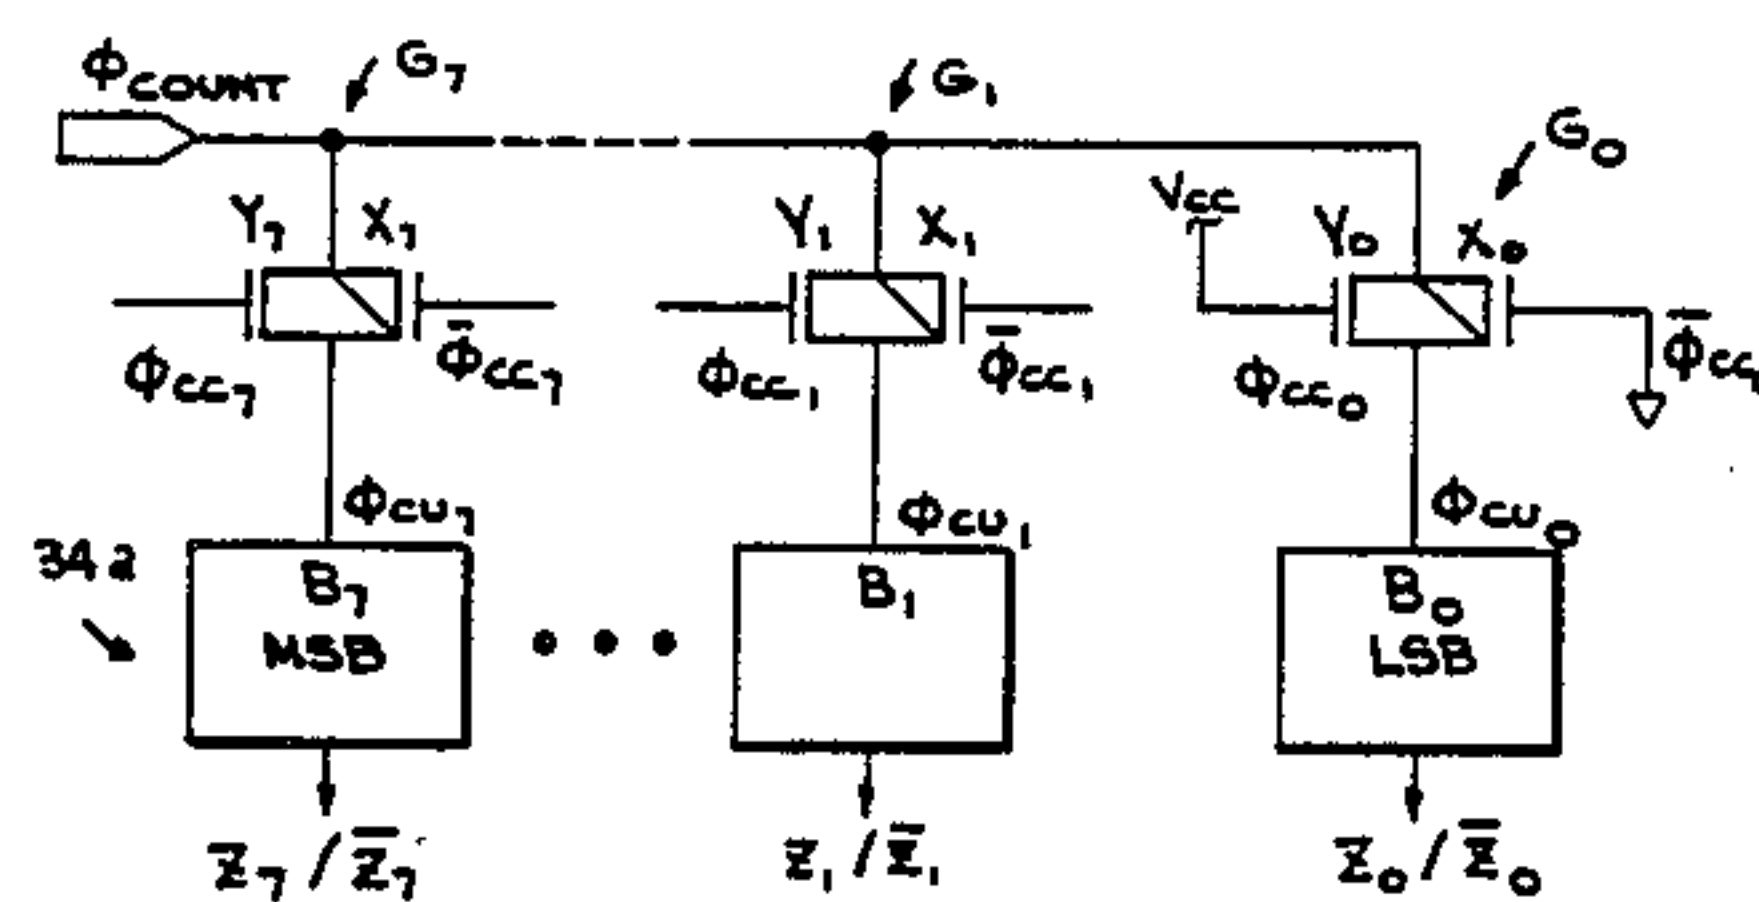 ΦCOUNT G₇ G₁ G₀
Y₇ X₇ Y₁ X₁ Vcc Y₀ X₀
Φcc₇ Φ̄cc₇ Φcc₁ Φ̄cc₁ Φcc₀ Φ̄cc
Φcu₇ Φcu₁ Φcu₀
34a B₇ B₁ B₀
MSB LSB
Z₇/Z̄₇ Z₁/Z̄₁ Z₀/Z̄₀